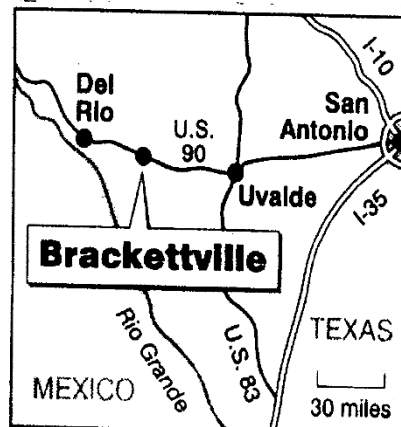 I-10
Del
Rio
San
Antonio
U.S.
90
Uvalde
I-35
Brackettville
Rio Grande
U.S. 83
TEXAS
MEXICO
30 miles